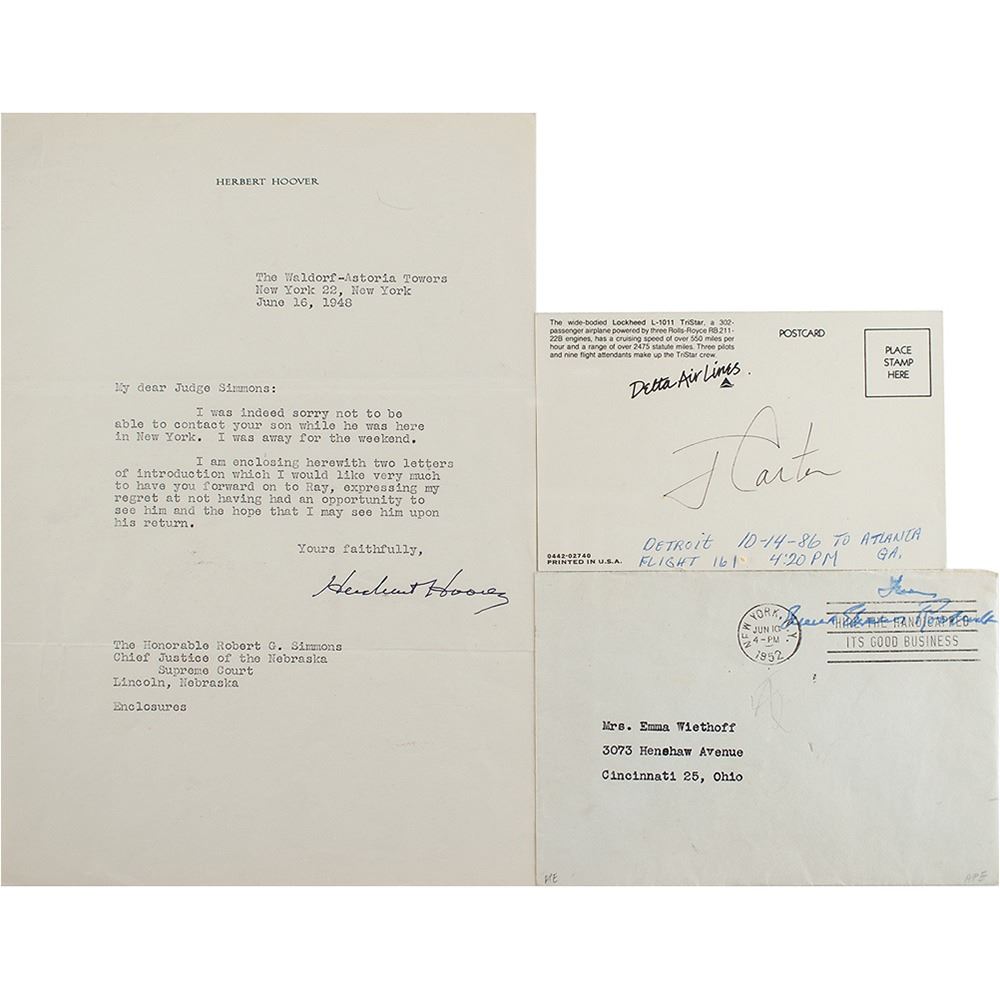 HERBERT HOOVER
The Waldorf-Astoria Towers
New York 22, New York
June 16, 1948
My dear Judge Simmons:
I was indeed sorry not to be
able to contact your son while he was here
in New York. I was away for the weekend.
I am enclosing herewith two letters
of introduction which I would like very much
to have you forward on to Ray, expressing my
regret at not having had an opportunity to
see him and the hope that I may see him upon
his return.
Yours faithfully,
Herbert Hoover
The Honorable Robert G. Simmons
Chief Justice of the Nebraska
Supreme Court
Lincoln, Nebraska
Enclosures
The wide-bodied Lockheed L-1011 TriStar, a 302-
passenger airplane powered by three Rolls-Royce RB 211-
22B engines, has a cruising speed of over 550 miles per
hour and a range of over 2475 statute miles. Three pilots
and nine flight attendants make up the TriStar crew.
POSTCARD
PLACE
STAMP
HERE
Delta Air Lines
J Carter
DETROIT 10-14-86 TO ATLANTA
FLIGHT 161 4:20 PM GA.
0442-02740
PRINTED IN U.S.A.
NEW YORK, N.Y.
JUN 10
4-PM
1952
HIRE THE HANDICAPPED
ITS GOOD BUSINESS
Mrs. Emma Wiethoff
3073 Henshaw Avenue
Cincinnati 25, Ohio
APE